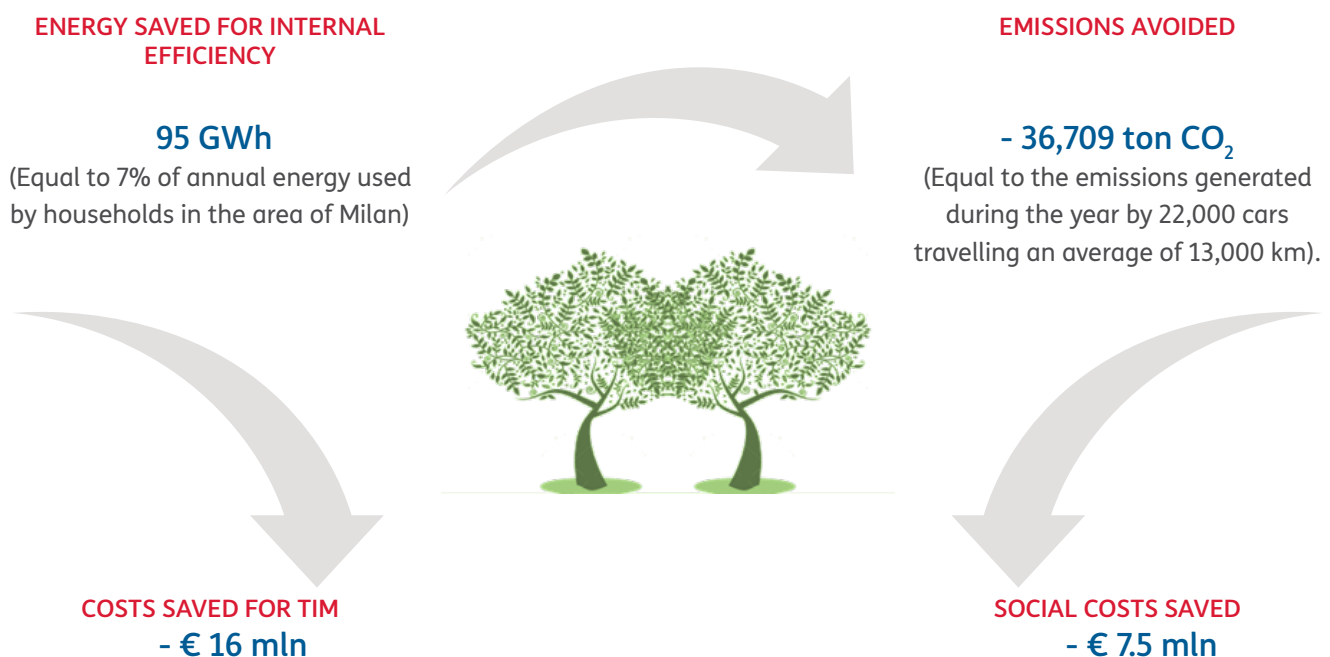 ENERGY SAVED FOR INTERNAL
EFFICIENCY
95 GWh
(Equal to 7% of annual energy used
by households in the area of Milan)
EMISSIONS AVOIDED
- 36,709 ton CO₂
(Equal to the emissions generated
during the year by 22,000 cars
travelling an average of 13,000 km).
COSTS SAVED FOR TIM
- € 16 mln
SOCIAL COSTS SAVED
- € 7.5 mln